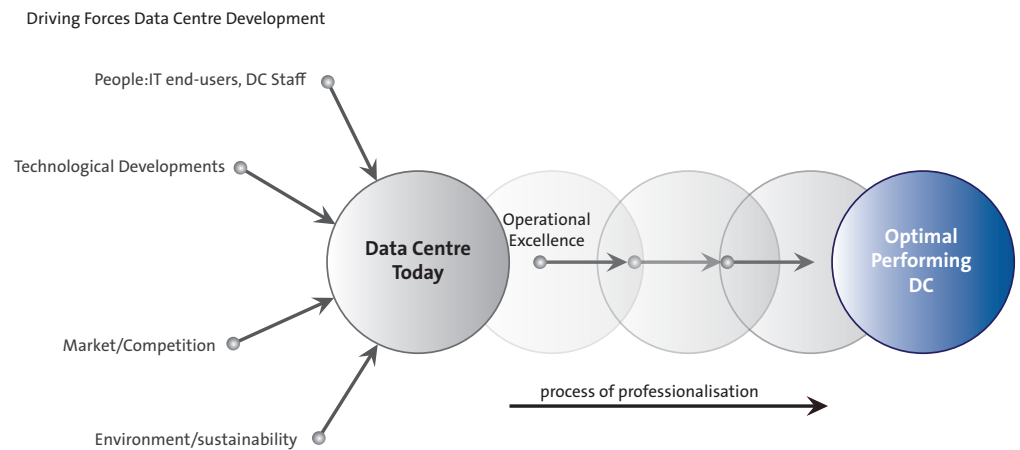 Driving Forces Data Centre Development
People:IT end-users, DC Staff
Technological Developments
Market/Competition
Environment/sustainability
Data Centre
Today
Operational
Excellence
Optimal
Performing
DC
process of professionalisation